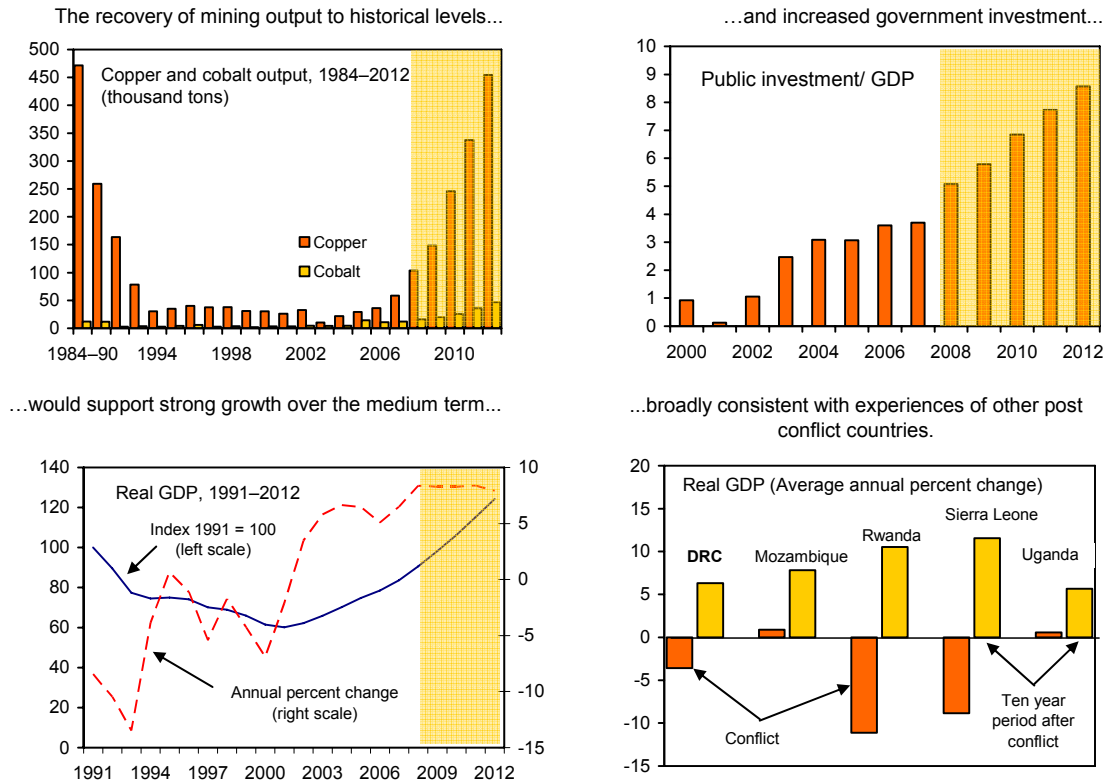 The recovery of mining output to historical levels...
500
450
400
350
300
250
200
150
100
50
0
Copper and cobalt output, 1984–2012
(thousand tons)
Copper
Cobalt
1984–90 1994 1998 2002 2006 2010
…and increased government investment...
10
9
8
7
6
5
4
3
2
1
0
Public investment/ GDP
2000 2002 2004 2006 2008 2010 2012
…would support strong growth over the medium term...
140
120
100
80
60
40
20
0
Real GDP, 1991–2012
Index 1991 = 100
(left scale)
Annual percent change
(right scale)
10
5
0
-5
-10
-15
1991 1994 1997 2000 2003 2006 2009 2012
...broadly consistent with experiences of other post
conflict countries.
20
15
10
5
0
-5
-10
-15
Real GDP (Average annual percent change)
DRC
Mozambique
Rwanda
Sierra Leone
Uganda
Conflict
Ten year
period after
conflict